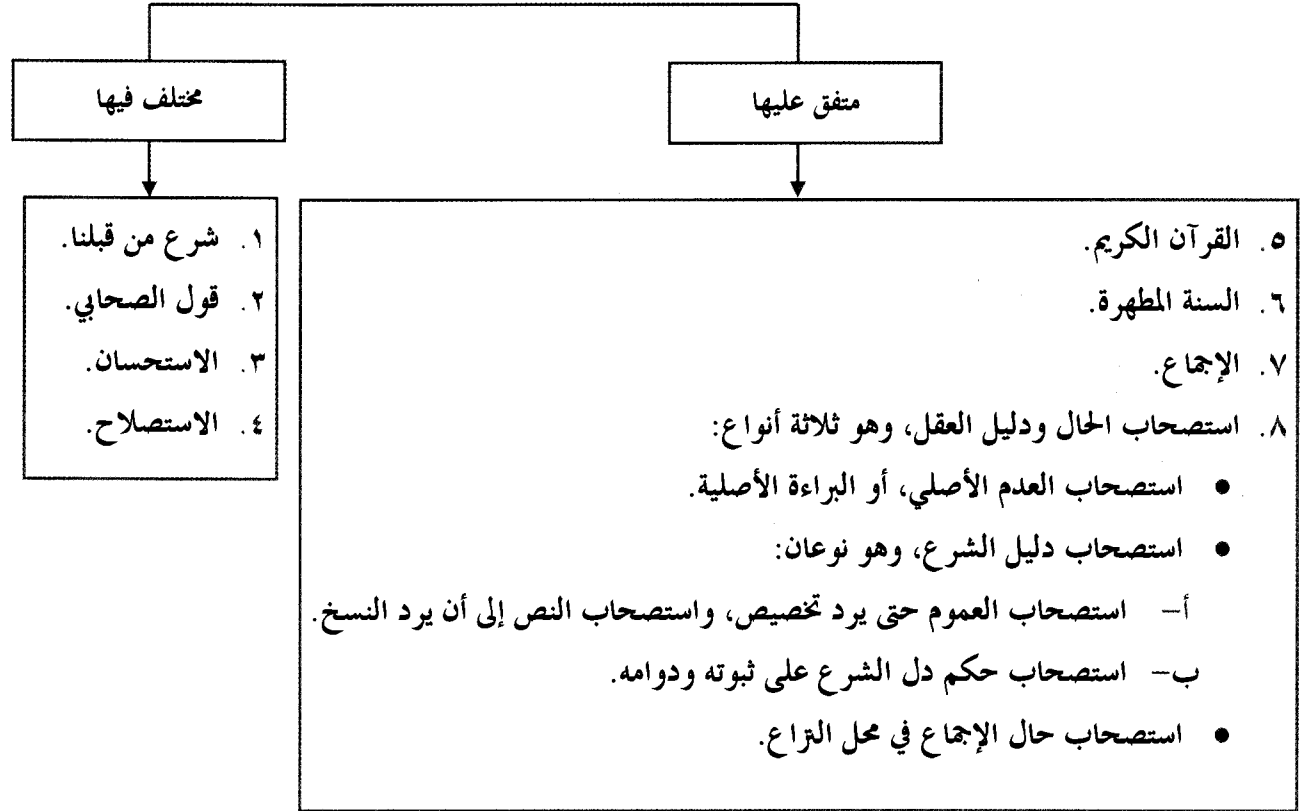 متفق عليها
٥. القرآن الكريم.
٦. السنة المطهرة.
٧. الإجماع.
٨. استصحاب الحال ودليل العقل، وهو ثلاثة أنواع:
● استصحاب العدم الأصلي، أو البراءة الأصلية.
● استصحاب دليل الشرع، وهو نوعان:
أ– استصحاب العموم حتى يرد تخصيص، واستصحاب النص إلى أن يرد النسخ.
ب– استصحاب حكم دل الشرع على ثبوته ودوامه.
● استصحاب حال الإجماع في محل النزاع.
مختلف فيها
١. شرع من قبلنا.
٢. قول الصحابي.
٣. الاستحسان.
٤. الاستصلاح.